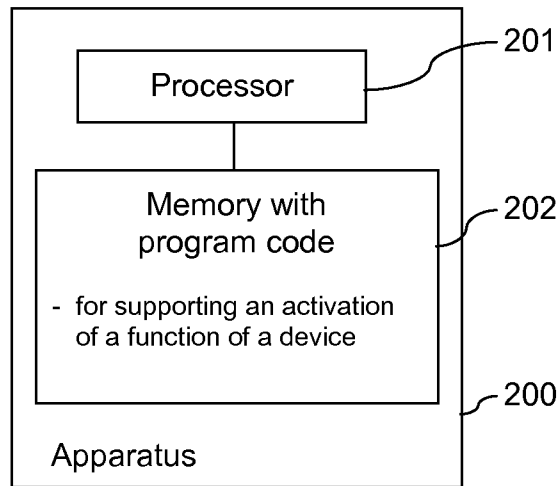 201
Processor
Memory with
program code
202
- for supporting an activation
of a function of a device
200
Apparatus